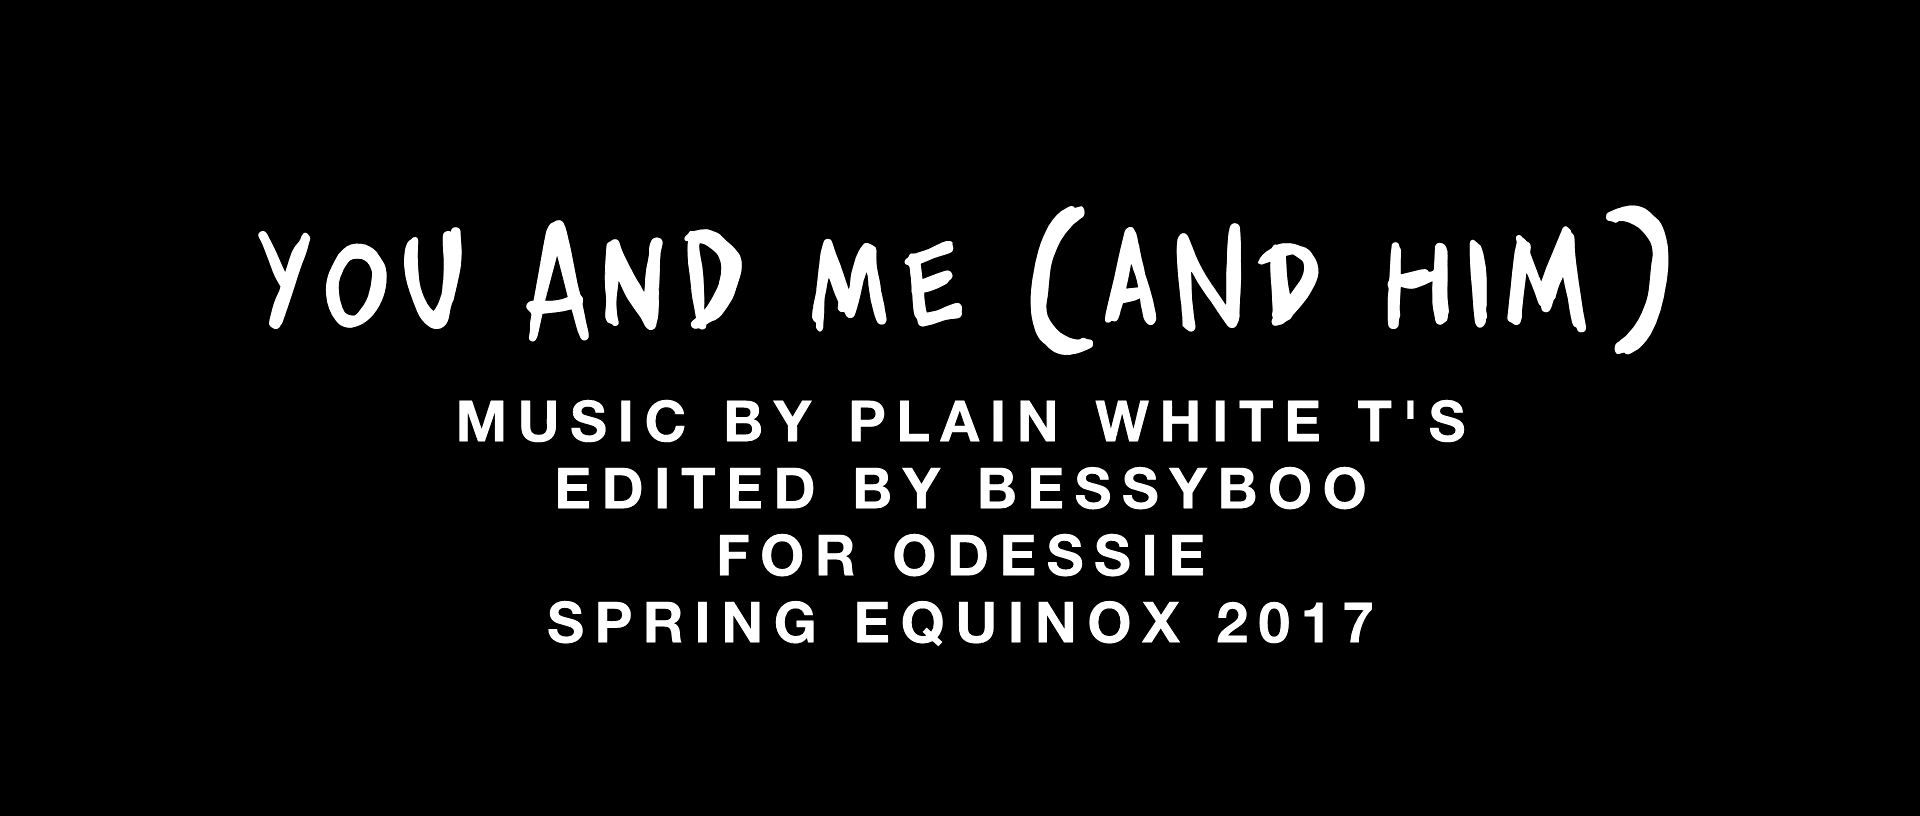 YOU AND ME (AND HIM)
MUSIC BY PLAIN WHITE T'S
EDITED BY BESSYBOO
FOR ODESSIE
SPRING EQUINOX 2017